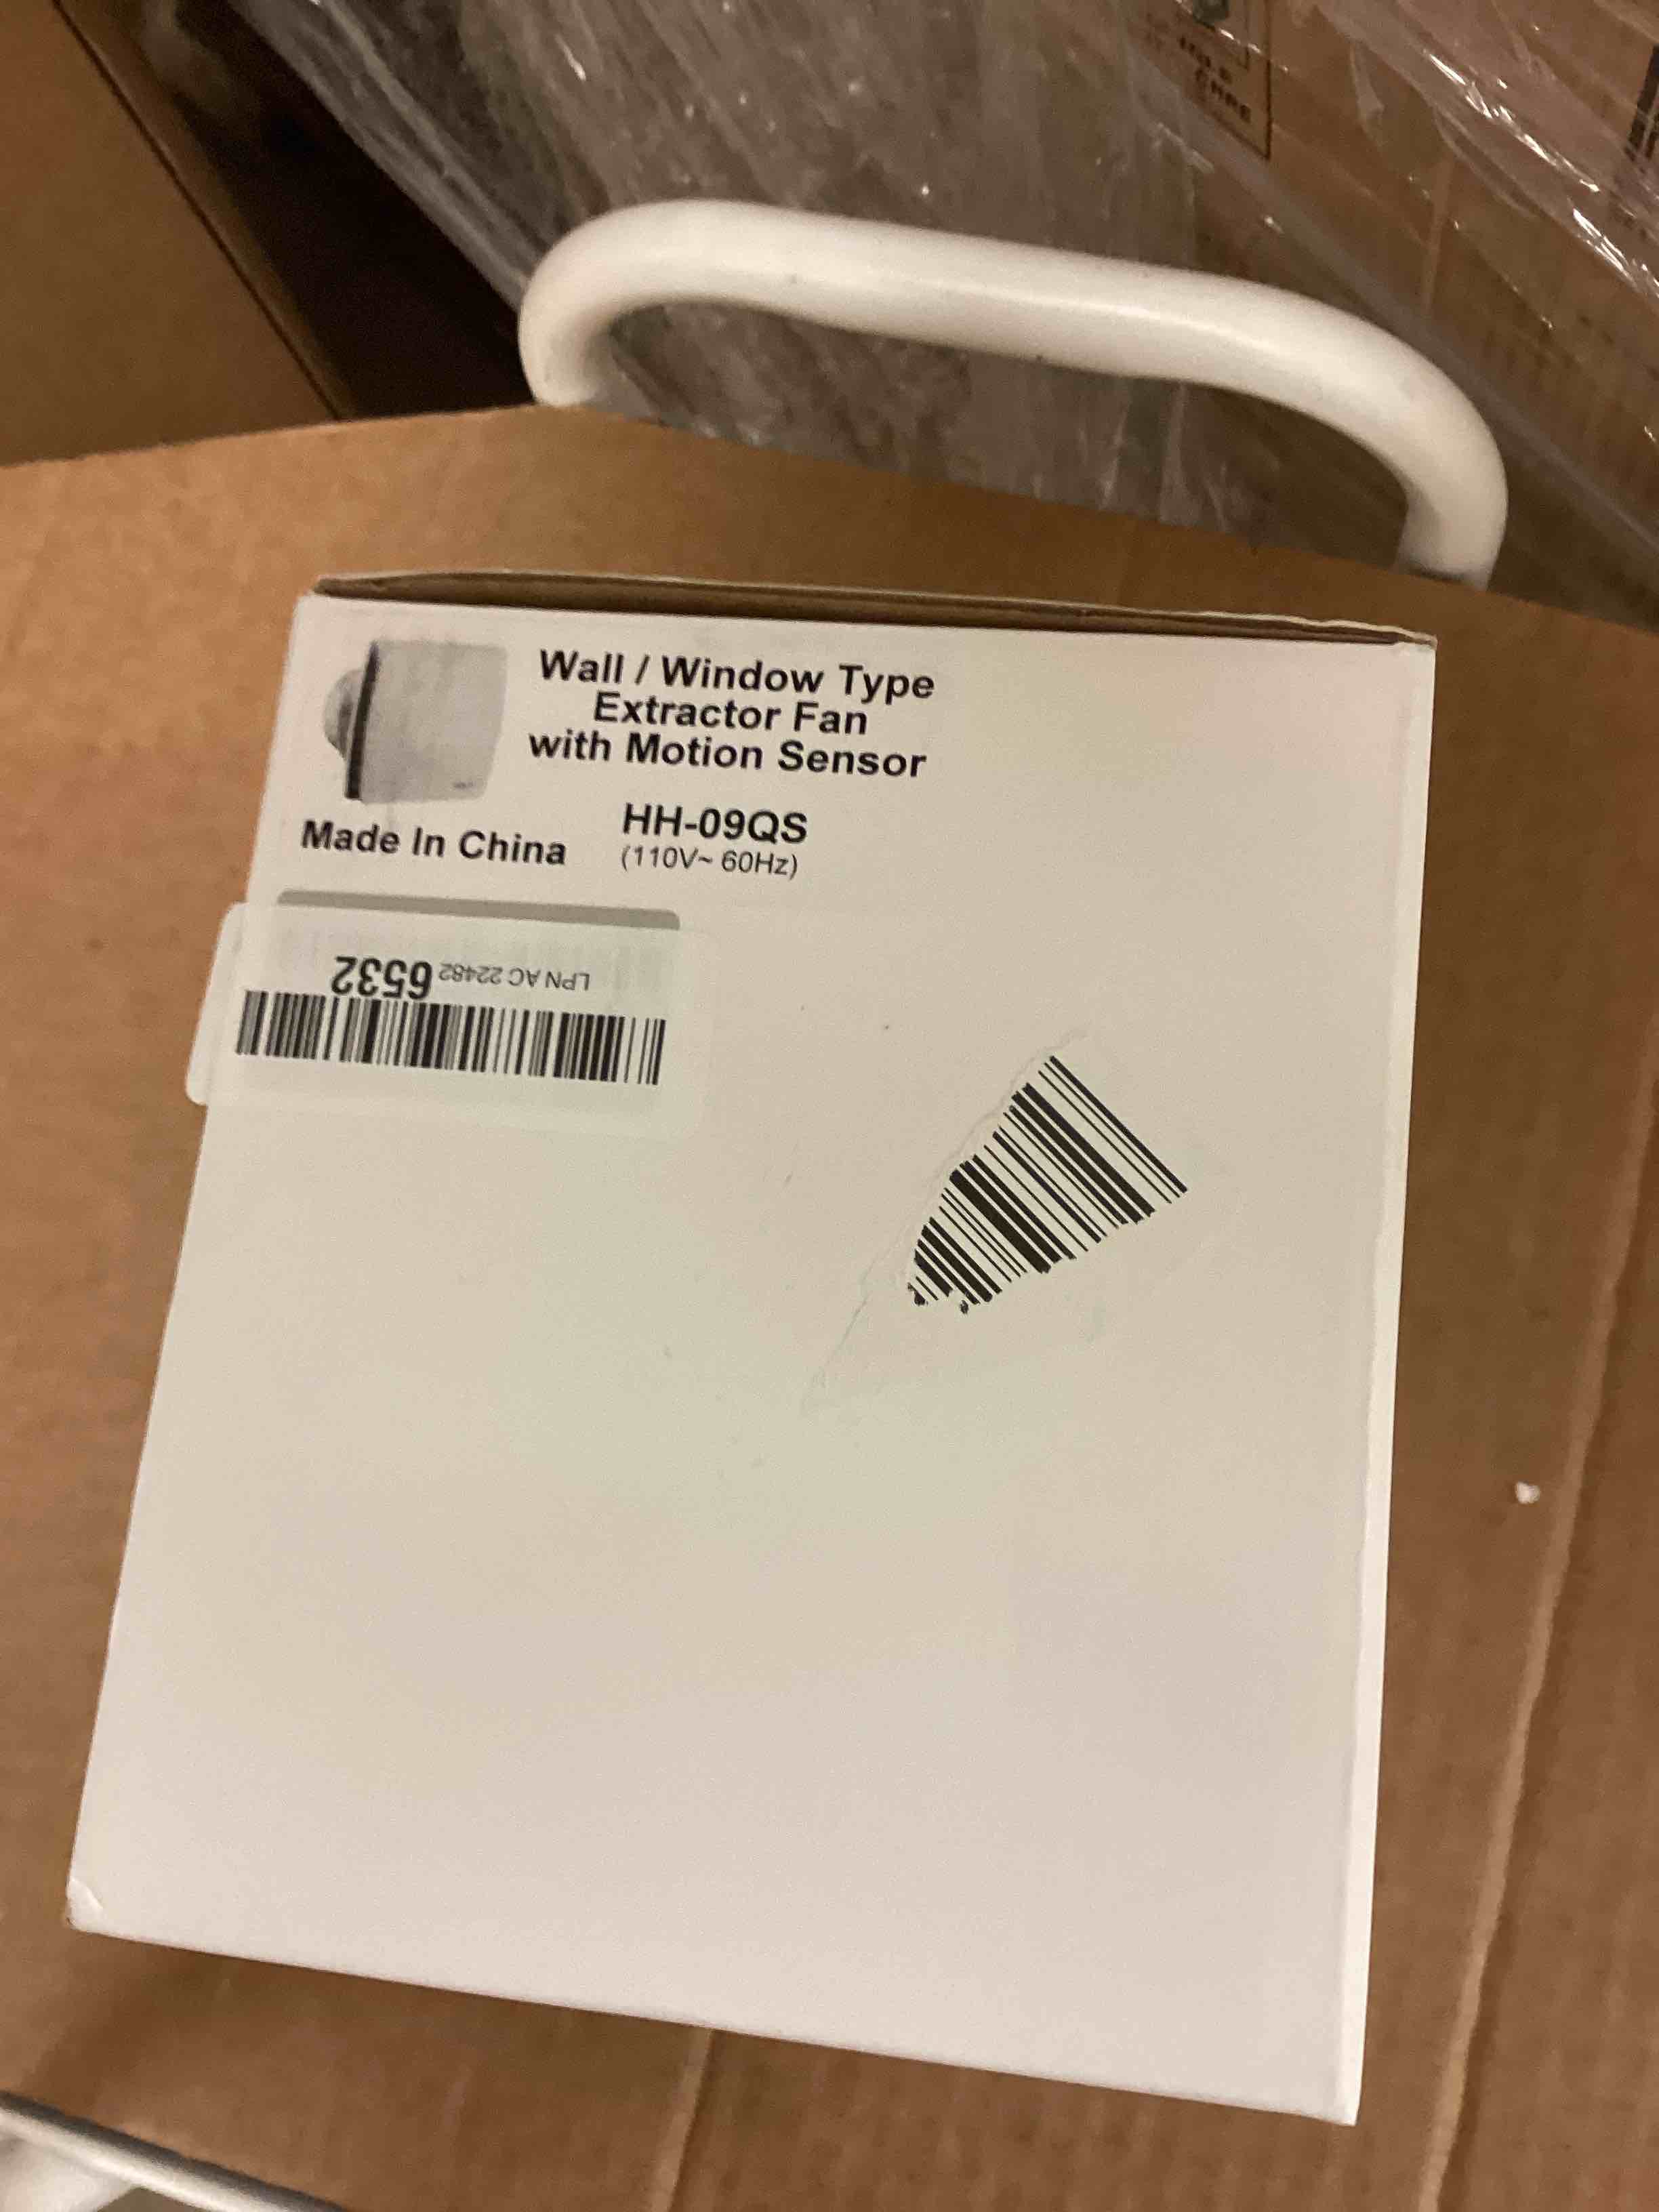 Wall / Window Type
Extractor Fan
with Motion Sensor
Made In China
HH-09QS
(110V~ 60Hz)
LPN AC 22482 6532